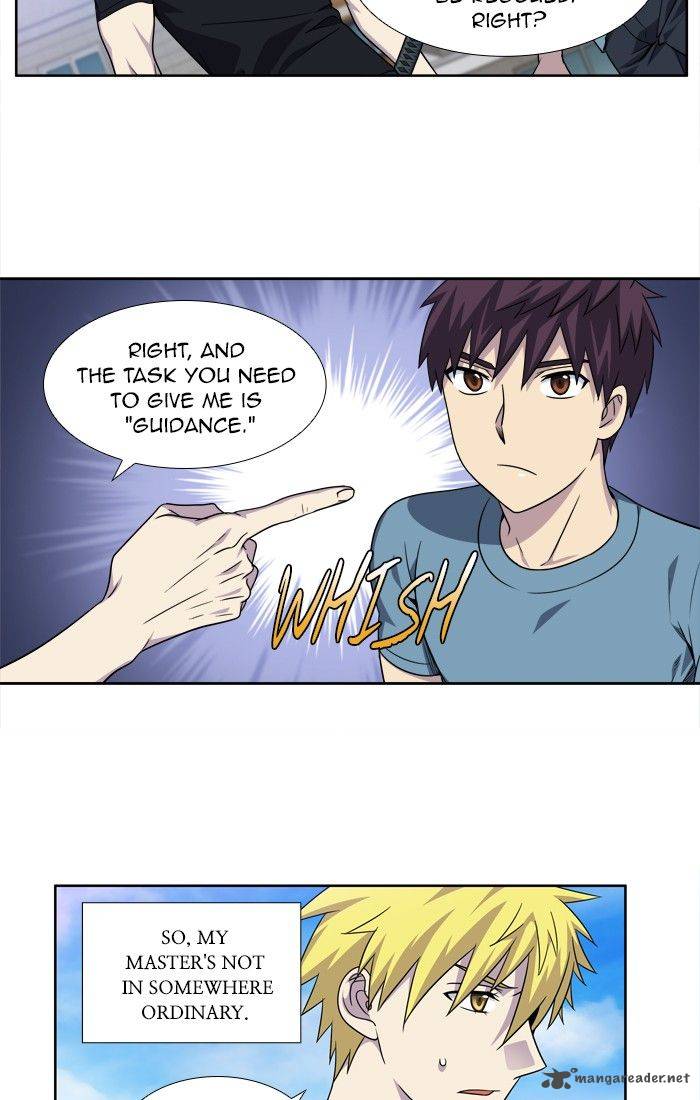 RIGHT?
RIGHT, AND
THE TASK YOU NEED
TO GIVE ME IS
"GUIDANCE."
WHISH
SO, MY
MASTER'S NOT
IN SOMEWHERE
ORDINARY.
mangareader.net